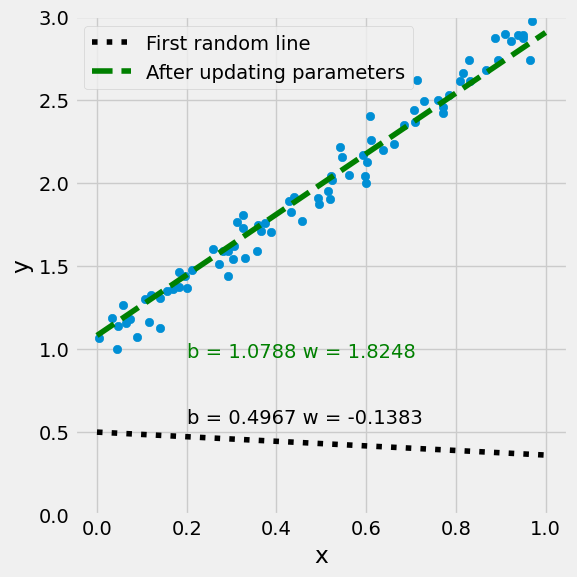 First random line
After updating parameters
3.0
2.5
2.0
1.5
1.0
0.5
0.0
y
b = 1.0788 w = 1.8248
b = 0.4967 w = -0.1383
0.0 0.2 0.4 0.6 0.8 1.0
x